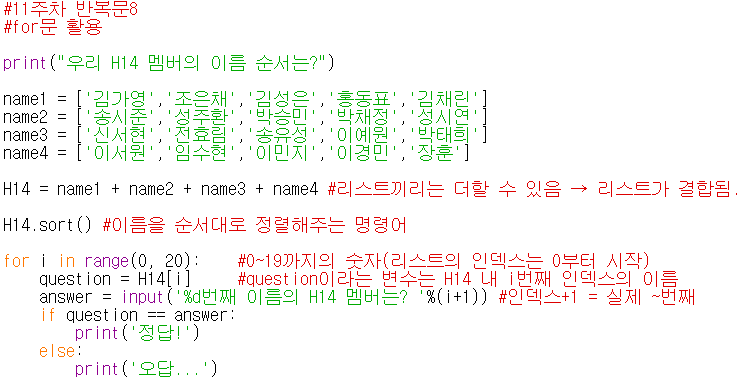 #11주차 반복문8
#for문 활용
print("우리 H14 멤버의 이름 순서는?")
name1 = ['김가영','조은채','김성은','홍동표','김채린']
name2 = ['송시준','성주환','박승민','박채정','성시연']
name3 = ['신서현','전효림','송유성','이예원','박태희']
name4 = ['이서원','임수현','이민지','이경민','장훈']
H14 = name1 + name2 + name3 + name4 #리스트끼리는 더할 수 있음 → 리스트가 결합됨.
H14.sort() #이름을 순서대로 정렬해주는 명령어
for i in range(0, 20):    #0~19까지의 숫자(리스트의 인덱스는 0부터 시작)
    question = H14[i]     #question이라는 변수는 H14 내 i번째 인덱스의 이름
    answer = input('%d번째 이름의 H14 멤버는? '%(i+1)) #인덱스+1 = 실제 ~번째
    if question == answer:
        print('정답!')
    else:
        print('오답...')